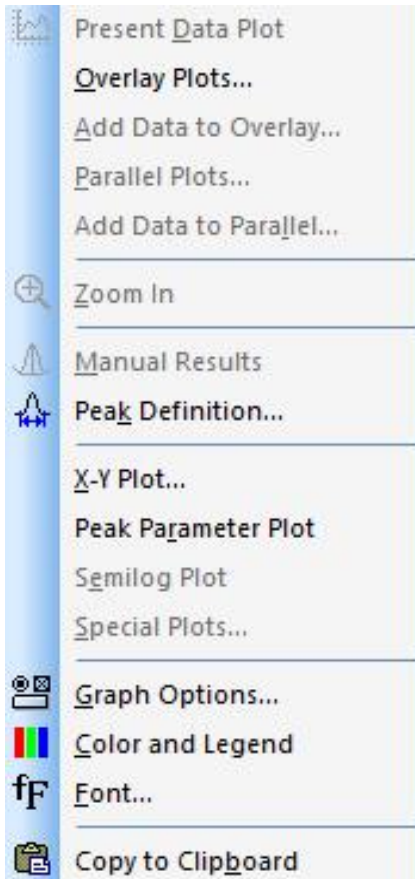 Present Data Plot
Overlay Plots...
Add Data to Overlay...
Parallel Plots...
Add Data to Parallel...
Zoom In
Manual Results
Peak Definition...
X-Y Plot...
Peak Parameter Plot
Semilog Plot
Special Plots...
Graph Options...
Color and Legend
fF Font...
Copy to Clipboard